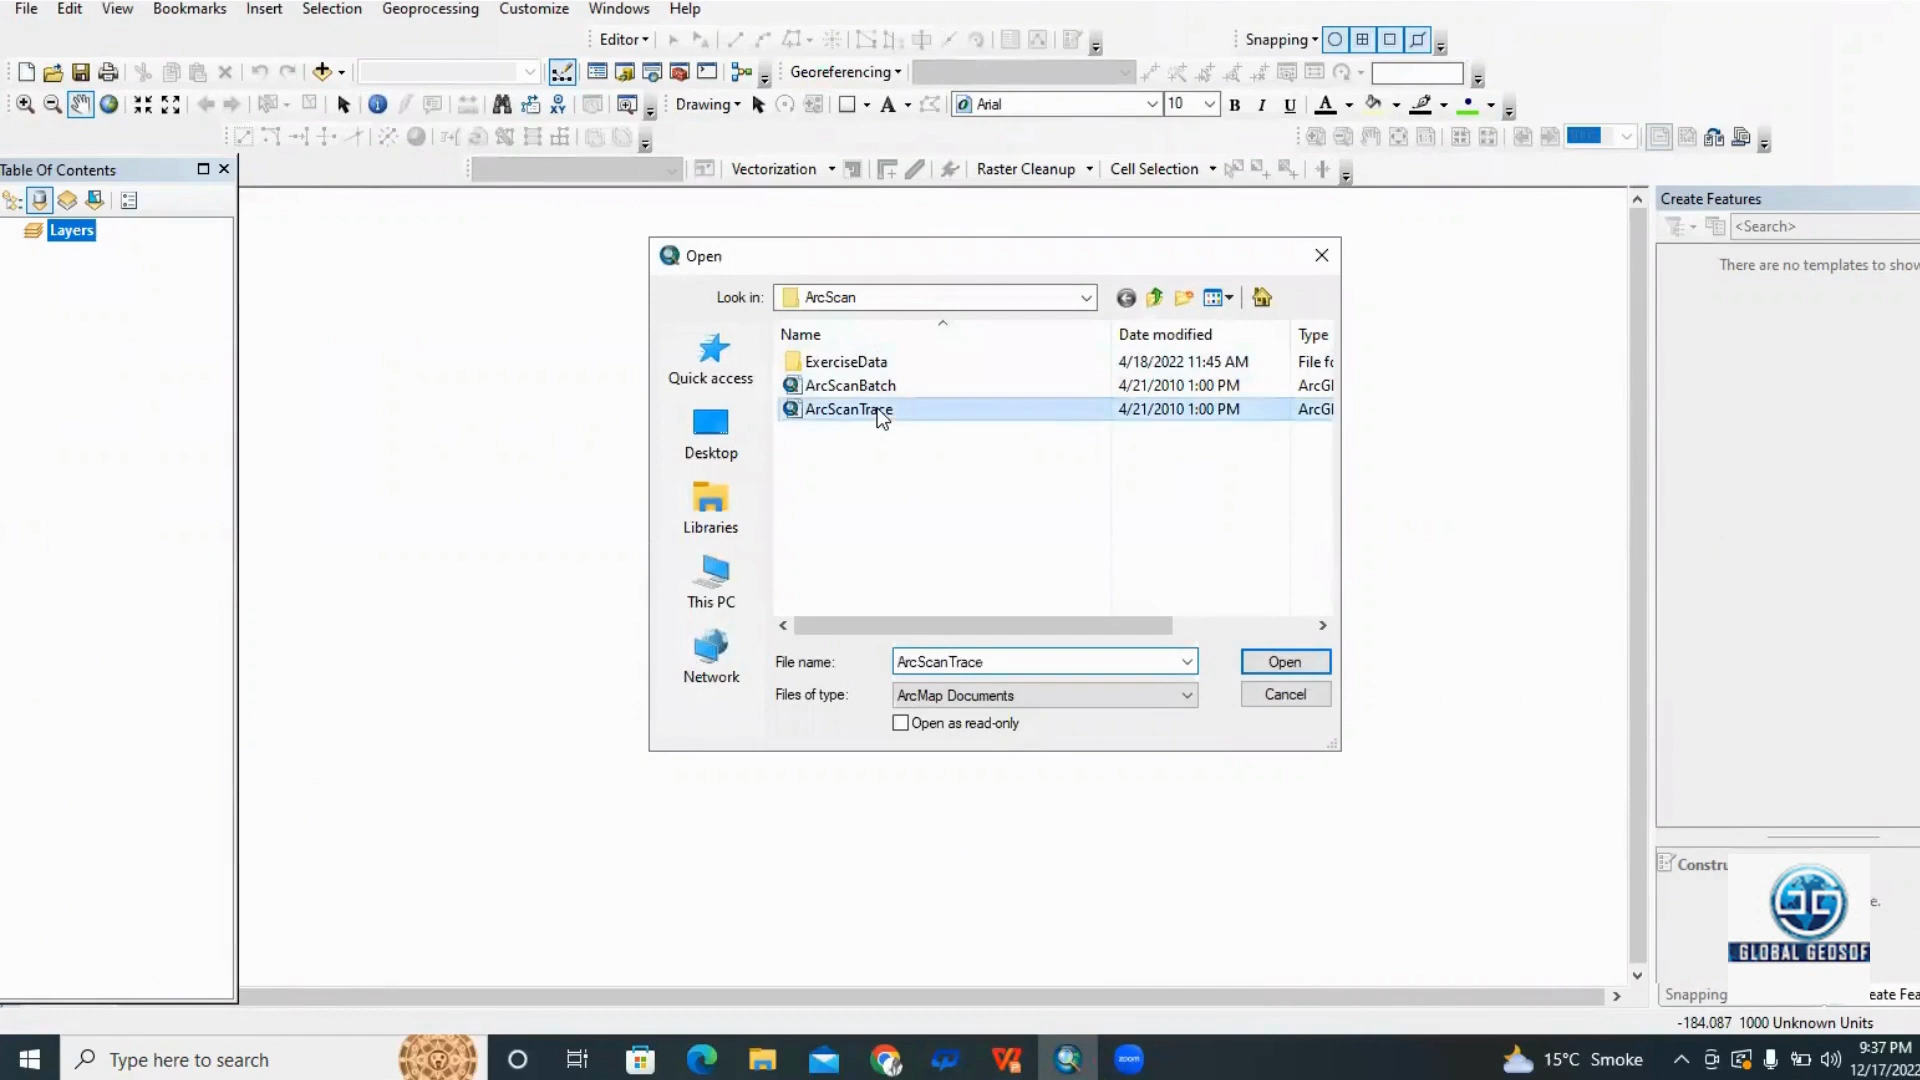 File Edit View Bookmarks Insert Selection Geoprocessing Customize Windows Help
Editor
Snapping
Georeferencing
Drawing
A
Arial
10
B I U A
Table Of Contents
Vectorization
Raster Cleanup
Cell Selection
Layers
Create Features
<Search>
There are no templates to show
Open
Look in:
ArcScan
Name
Date modified
Type
ExerciseData
4/18/2022 11:45 AM
File fo
ArcScanBatch
4/21/2010 1:00 PM
ArcGI
ArcScanTrace
4/21/2010 1:00 PM
ArcGI
Quick access
Desktop
Libraries
This PC
Network
File name:
ArcScanTrace
Open
Files of type:
ArcMap Documents
Cancel
Open as read-only
Constru
e.
GLOBAL GEOSOF
Snapping
eate Fea
-184.087 1000 Unknown Units
Type here to search
zoom
15°C Smoke
9:37 PM
12/17/2022